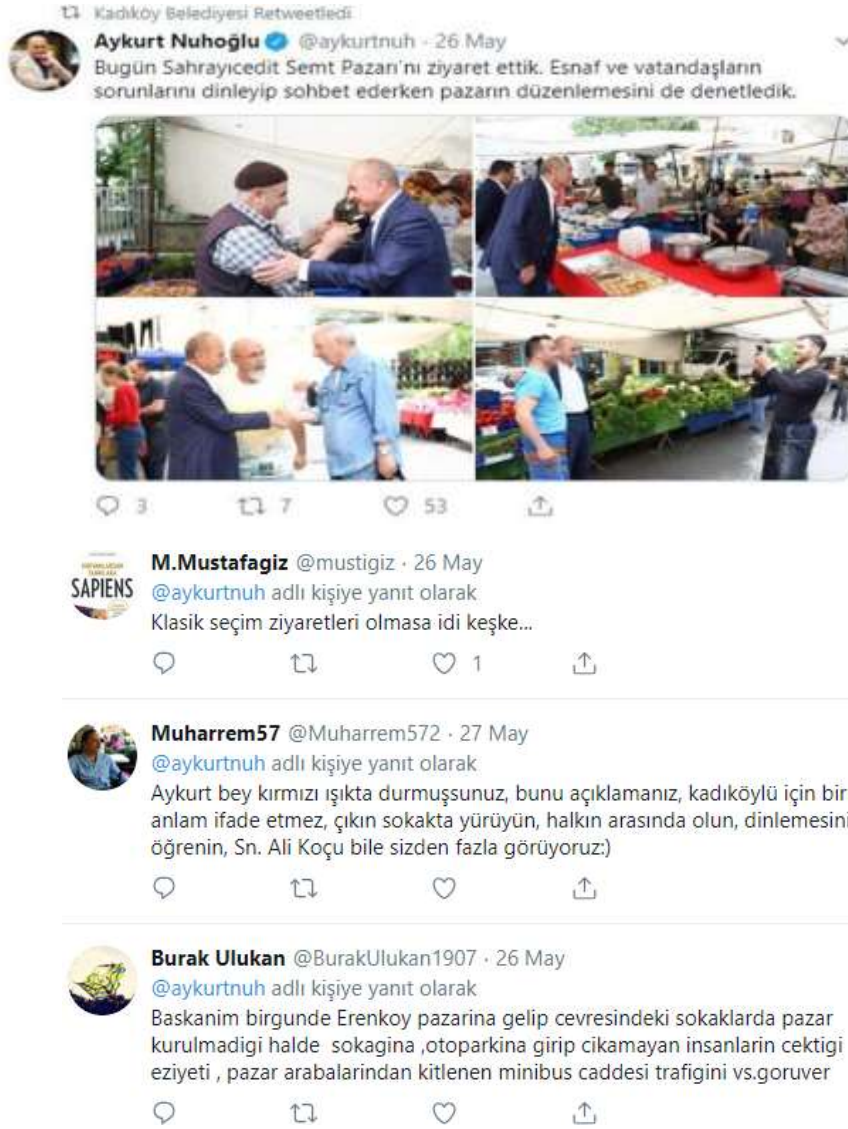 Kadıköy Belediyesi Retweetledi
Aykurt Nuhoğlu @aykurtnuh · 26 May
Bugün Sahrayıcedit Semt Pazarı'nı ziyaret ettik. Esnaf ve vatandaşların
sorunlarını dinleyip sohbet ederken pazarın düzenlemesini de denetledik.
3 7 53
SAPIENS
M.Mustafagiz @mustigiz · 26 May
@aykurtnuh adlı kişiye yanıt olarak
Klasik seçim ziyaretleri olmasa idi keşke...
1
Muharrem57 @Muharrem572 · 27 May
@aykurtnuh adlı kişiye yanıt olarak
Aykurt bey kırmızı ışıkta durmuşsunuz, bunu açıklamanız, kadıköylü için bir
anlam ifade etmez, çıkın sokakta yürüyün, halkın arasında olun, dinlemesini
öğrenin, Sn. Ali Koçu bile sizden fazla görüyoruz:)
Burak Ulukan @BurakUlukan1907 · 26 May
@aykurtnuh adlı kişiye yanıt olarak
Baskanim birgunde Erenkoy pazarina gelip cevresindeki sokaklarda pazar
kurulmadigi halde sokagina ,otoparkina girip cikamayan insanlarin cektigi
eziyeti , pazar arabalarindan kitlenen minibus caddesi trafigini vs.goruver